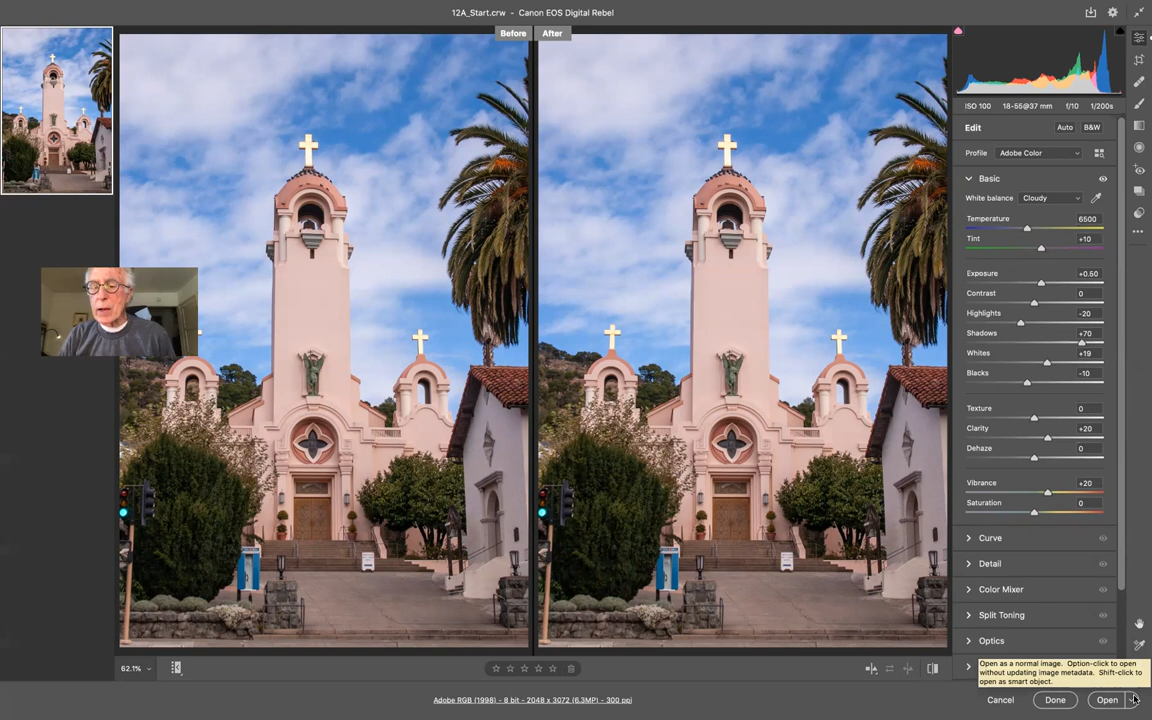 12A_Start.crw - Canon EOS Digital Rebel
Before
After
ISO 100 18-55@37 mm f/10 1/200s
Edit Auto B&W
Profile Adobe Color
Basic
White balance Cloudy
Temperature 6500
Tint +10
Exposure +0.50
Contrast 0
Highlights -20
Shadows +70
Whites +19
Blacks -10
Texture 0
Clarity +20
Dehaze 0
Vibrance +20
Saturation 0
Curve
Detail
Color Mixer
Split Toning
Optics
Open as a normal image. Option-click to open
without updating image metadata. Shift-click to
open as smart object.
62.1%
Adobe RGB (1998) - 8 bit - 2048 x 3072 (6.3MP) - 300 ppi
Cancel Done Open